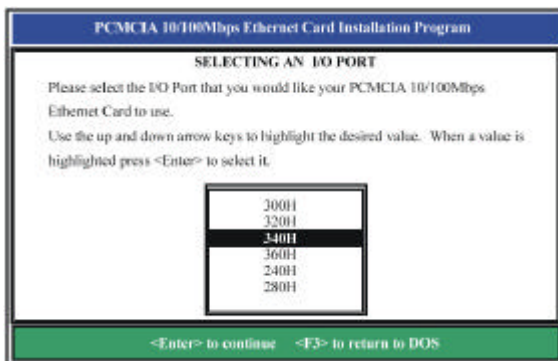 PCMCIA 10/100Mbps Ethernet Card Installation Program
SELECTING AN I/O PORT
Please select the I/O Port that you would like your PCMCIA 10/100Mbps
Ethernet Card to use.
Use the up and down arrow keys to highlight the desired value. When a value is
highlighted press <Enter> to select it.
300H
320H
340H
360H
240H
280H
<Enter> to continue <F3> to return to DOS